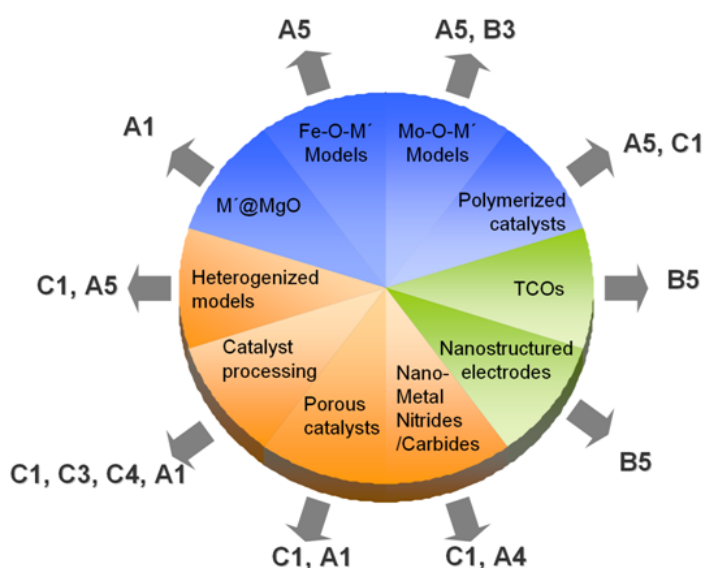 A5
A5, B3
A1
Fe-O-M´
Models
Mo-O-M´
Models
A5, C1
M´@MgO
Polymerized
catalysts
C1, A5
Heterogenized
models
TCOs
B5
Catalyst
processing
Nanostructured
electrodes
Porous
catalysts
Nano-
Metal
Nitrides
/Carbides
C1, C3, C4, A1
B5
C1, A1
C1, A4